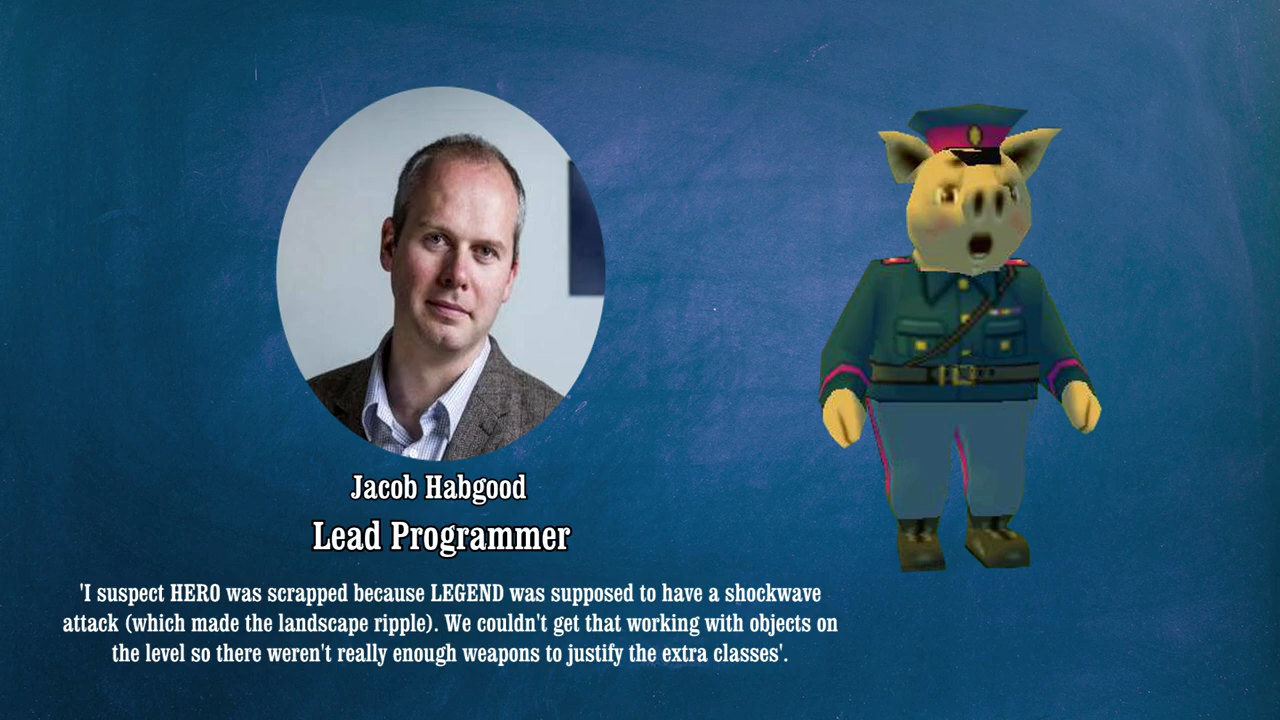 Jacob Habgood
Lead Programmer
'I suspect HERO was scrapped because LEGEND was supposed to have a shockwave
attack (which made the landscape ripple). We couldn't get that working with objects on
the level so there weren't really enough weapons to justify the extra classes'.